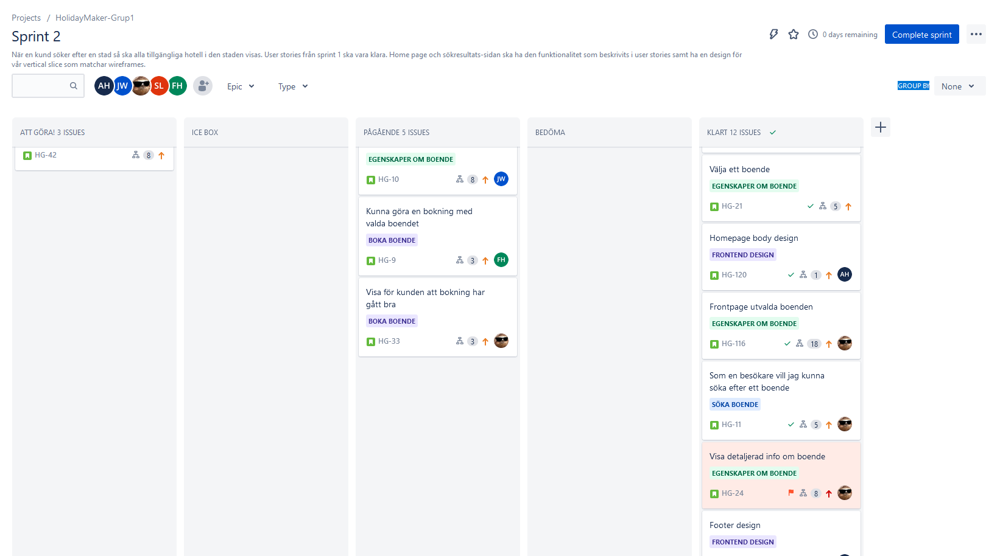 Projects / HolidayMaker-Grup1
Sprint 2
0 days remaining
Complete sprint
När en kund söker efter en stad så ska alla tillgängliga hotell i den staden visas. User stories från sprint 1 ska vara klara. Home page och sökresultats-sidan ska ha den funktionalitet som beskrivits i user stories samt ha en design för
vår vertical slice som matchar wireframes.
AH JW SL FH
Epic
Type
GROUP BY
None
ATT GÖRA! 3 ISSUES
HG-42
8
ICE BOX
PÅGÅENDE 5 ISSUES
EGENSKAPER OM BOENDE
HG-10
8
JW
Kunna göra en bokning med
valda boendet
BOKA BOENDE
HG-9
3
FH
Visa för kunden att bokning har
gått bra
BOKA BOENDE
HG-33
3
BEDÖMA
KLART 12 ISSUES
Välja ett boende
EGENSKAPER OM BOENDE
HG-21
5
Homepage body design
FRONTEND DESIGN
HG-120
1
AH
Frontpage utvalda boenden
EGENSKAPER OM BOENDE
HG-116
18
Som en besökare vill jag kunna
söka efter ett boende
SÖKA BOENDE
HG-11
5
Visa detaljerad info om boende
EGENSKAPER OM BOENDE
HG-24
8
Footer design
FRONTEND DESIGN